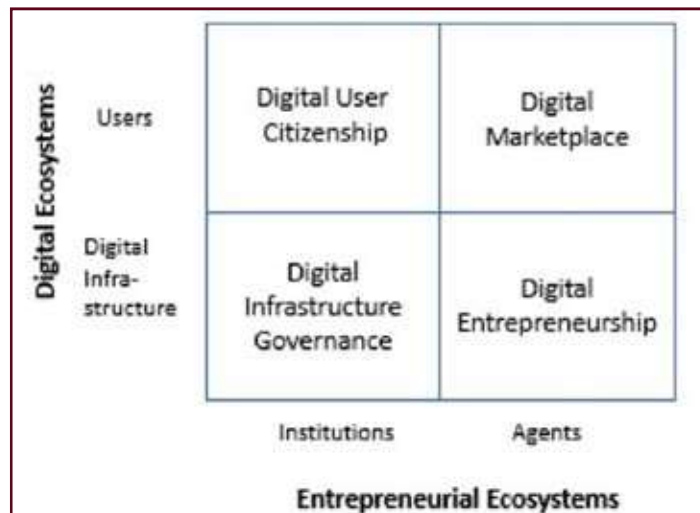 Digital Ecosystems
Users
Digital User
Citizenship
Digital
Marketplace
Digital
Infra-
structure
Digital
Infrastructure
Governance
Digital
Entrepreneurship
Institutions
Agents
Entrepreneurial Ecosystems